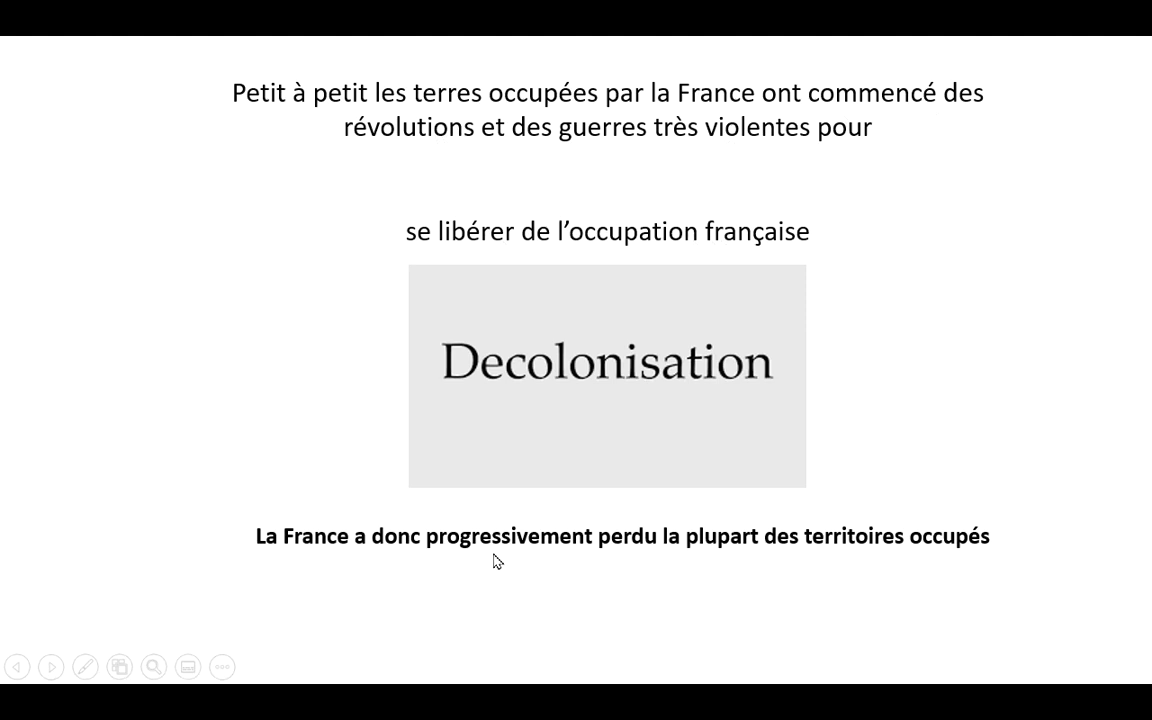 Petit à petit les terres occupées par la France ont commencé des
révolutions et des guerres très violentes pour
se libérer de l’occupation française
Decolonisation
La France a donc progressivement perdu la plupart des territoires occupés